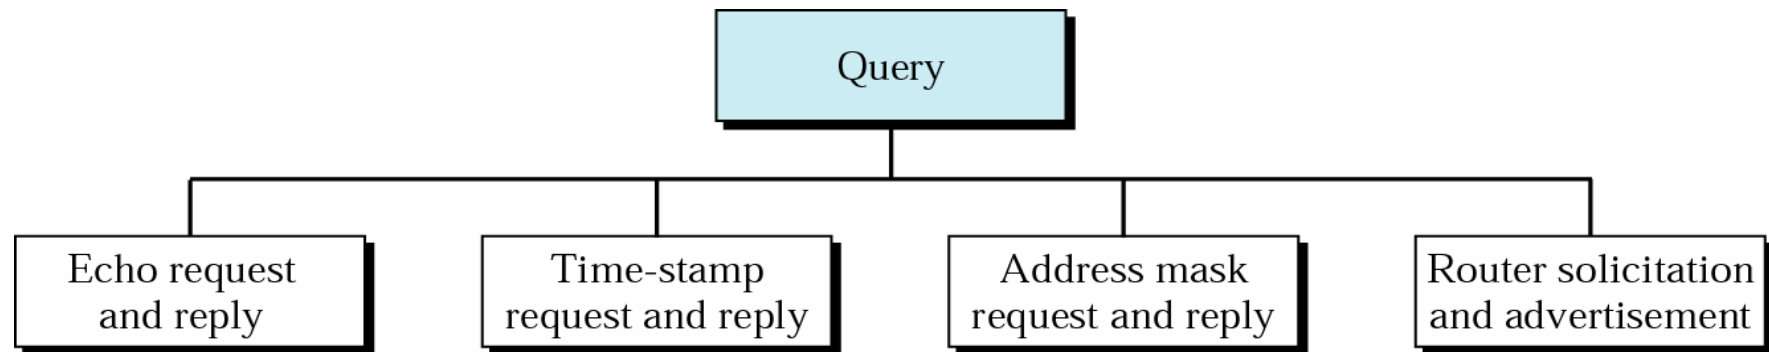 Query
Echo request
and reply
Time-stamp
request and reply
Address mask
request and reply
Router solicitation
and advertisement